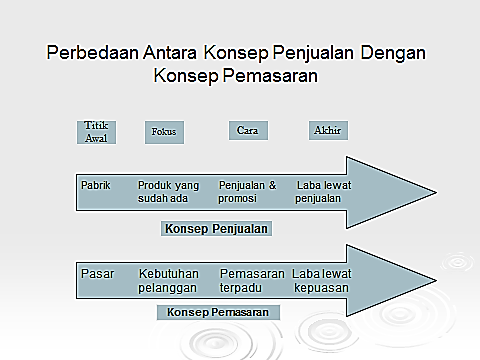 Perbedaan Antara Konsep Penjualan Dengan
Konsep Pemasaran
Titik
Awal
Fokus
Cara
Akhir
Pabrik
Produk yang
sudah ada
Penjualan &
promosi
Laba lewat
penjualan
Konsep Penjualan
Pasar
Kebutuhan
pelanggan
Pemasaran
terpadu
Laba lewat
kepuasan
Konsep Pemasaran